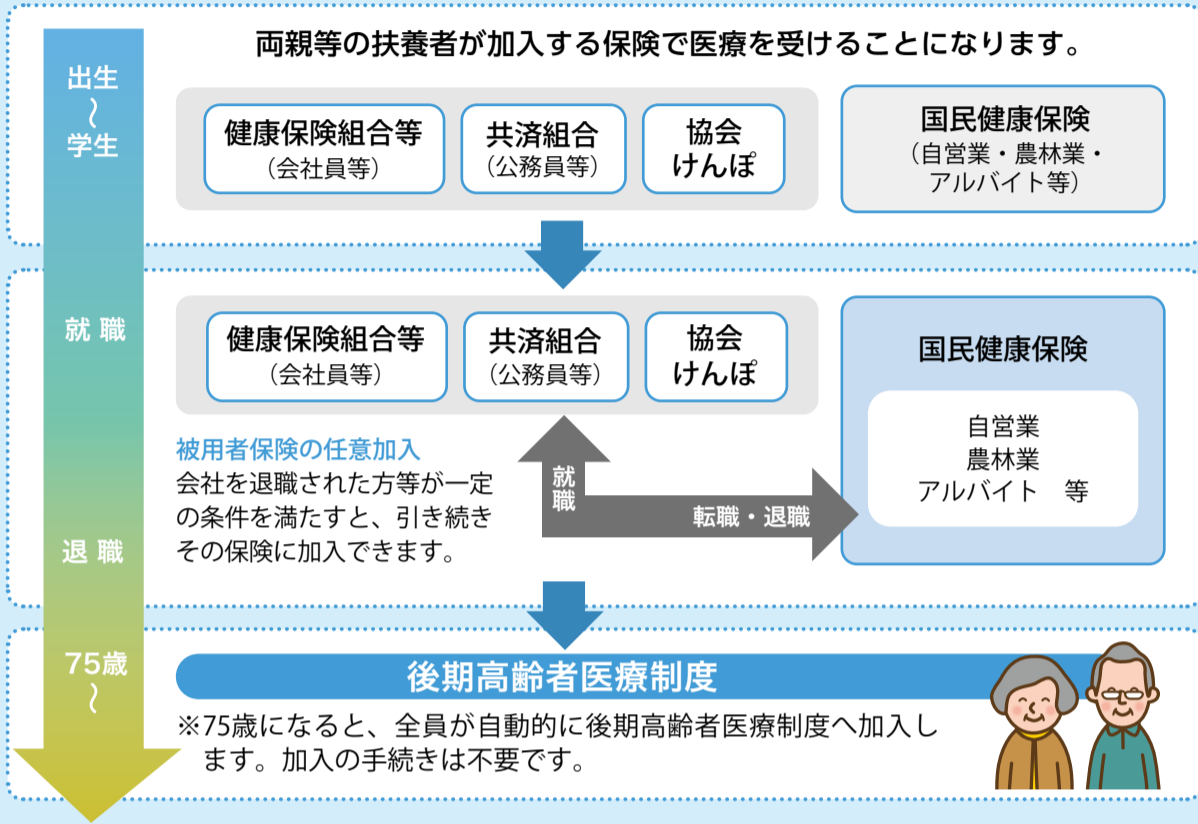 両親等の扶養者が加入する保険で医療を受けることになります。
出生
〜
学生
健康保険組合等
（会社員等）
共済組合
（公務員等）
協会
けんぽ
国民健康保険
（自営業・農林業・
アルバイト等）
就職
健康保険組合等
（会社員等）
共済組合
（公務員等）
協会
けんぽ
国民健康保険
自営業
農林業
アルバイト　等
被用者保険の任意加入
会社を退職された方等が一定
の条件を満たすと、引き続き
その保険に加入できます。
就職
転職・退職
退職
75歳
〜
後期高齢者医療制度
※75歳になると、全員が自動的に後期高齢者医療制度へ加入し
ます。加入の手続きは不要です。